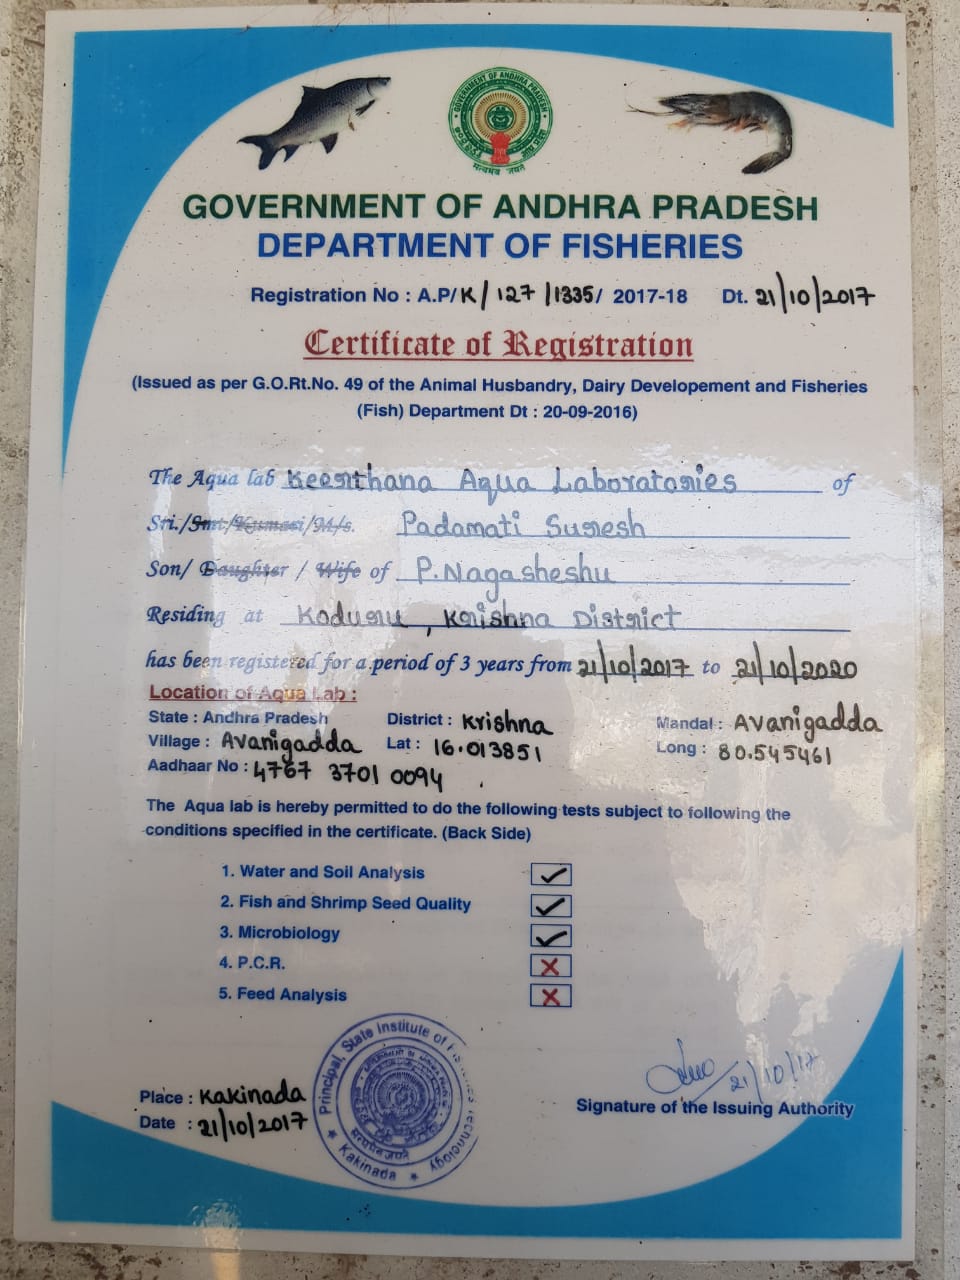 GOVERNMENT OF ANDHRA PRADESH
सत्यमेव जयते
GOVERNMENT OF ANDHRA PRADESH
DEPARTMENT OF FISHERIES
Registration No : A.P/K/127/1335/ 2017-18 Dt. 21/10/2017
Certificate of Registration
(Issued as per G.O.Rt.No. 49 of the Animal Husbandry, Dairy Developement and Fisheries
(Fish) Department Dt : 20-09-2016)
The Aqua lab Keerthana Aqua Laboratories of
Sri./Smt./Kumari/M/s. Padamati Suresh
Son/ Daughter / Wife of P.Nagasheshu
Residing at Koduru, Krishna District
has been registered for a period of 3 years from 21/10/2017 to 21/10/2020
Location of Aqua Lab :
State : Andhra Pradesh District : Krishna Mandal : Avanigadda
Village : Avanigadda Lat : 16.013851 Long : 80.545461
Aadhaar No : 4767 3701 0094
The Aqua lab is hereby permitted to do the following tests subject to following the
conditions specified in the certificate. (Back Side)
1. Water and Soil Analysis ✓
2. Fish and Shrimp Seed Quality ✓
3. Microbiology ✓
4. P.C.R. ✗
5. Feed Analysis ✗
Principal, State Institute of Fisheries Technology
★ Kakinada ★
सत्यमेव जयते
21/10/17
Signature of the Issuing Authority
Place : Kakinada
Date : 21/10/2017